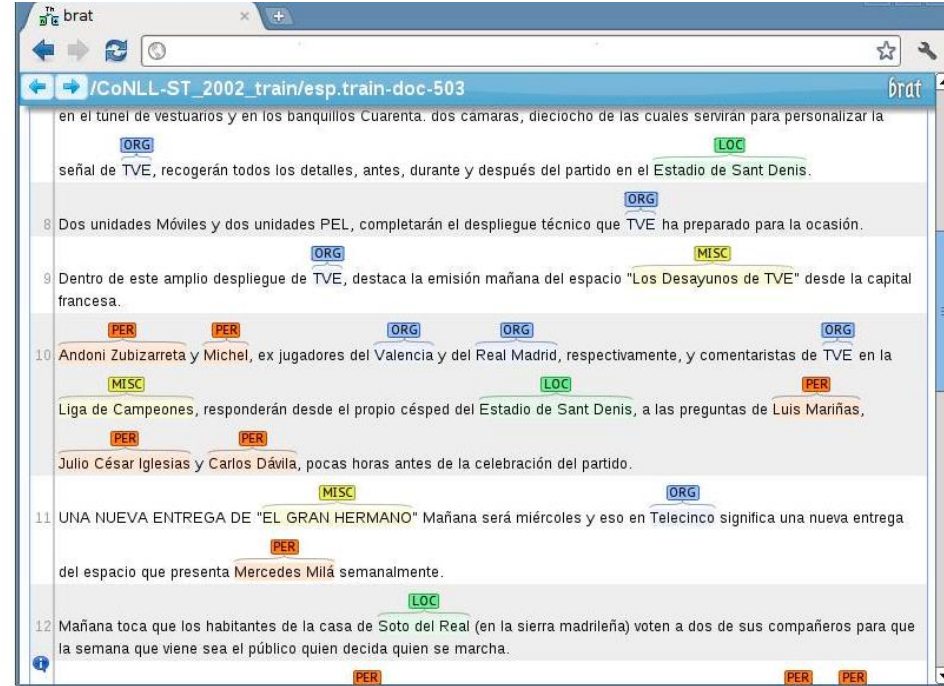 brat
/CoNLL-ST_2002_train/esp.train-doc-503
brat
en el túnel de vestuarios y en los banquillos Cuarenta. dos cámaras, dieciocho de las cuales servirán para personalizar la
ORG LOC
señal de TVE, recogerán todos los detalles, antes, durante y después del partido en el Estadio de Sant Denis.
ORG
8 Dos unidades Móviles y dos unidades PEL, completarán el despliegue técnico que TVE ha preparado para la ocasión.
ORG MISC
9 Dentro de este amplio despliegue de TVE, destaca la emisión mañana del espacio "Los Desayunos de TVE" desde la capital
francesa.
PER PER ORG ORG ORG
10 Andoni Zubizarreta y Michel, ex jugadores del Valencia y del Real Madrid, respectivamente, y comentaristas de TVE en la
MISC LOC PER
Liga de Campeones, responderán desde el propio césped del Estadio de Sant Denis, a las preguntas de Luis Mariñas,
PER PER
Julio César Iglesias y Carlos Dávila, pocas horas antes de la celebración del partido.
MISC ORG
11 UNA NUEVA ENTREGA DE "EL GRAN HERMANO" Mañana será miércoles y eso en Telecinco significa una nueva entrega
PER
del espacio que presenta Mercedes Milá semanalmente.
LOC
12 Mañana toca que los habitantes de la casa de Soto del Real (en la sierra madrileña) voten a dos de sus compañeros para que
la semana que viene sea el público quien decida quien se marcha.
PER PER PER